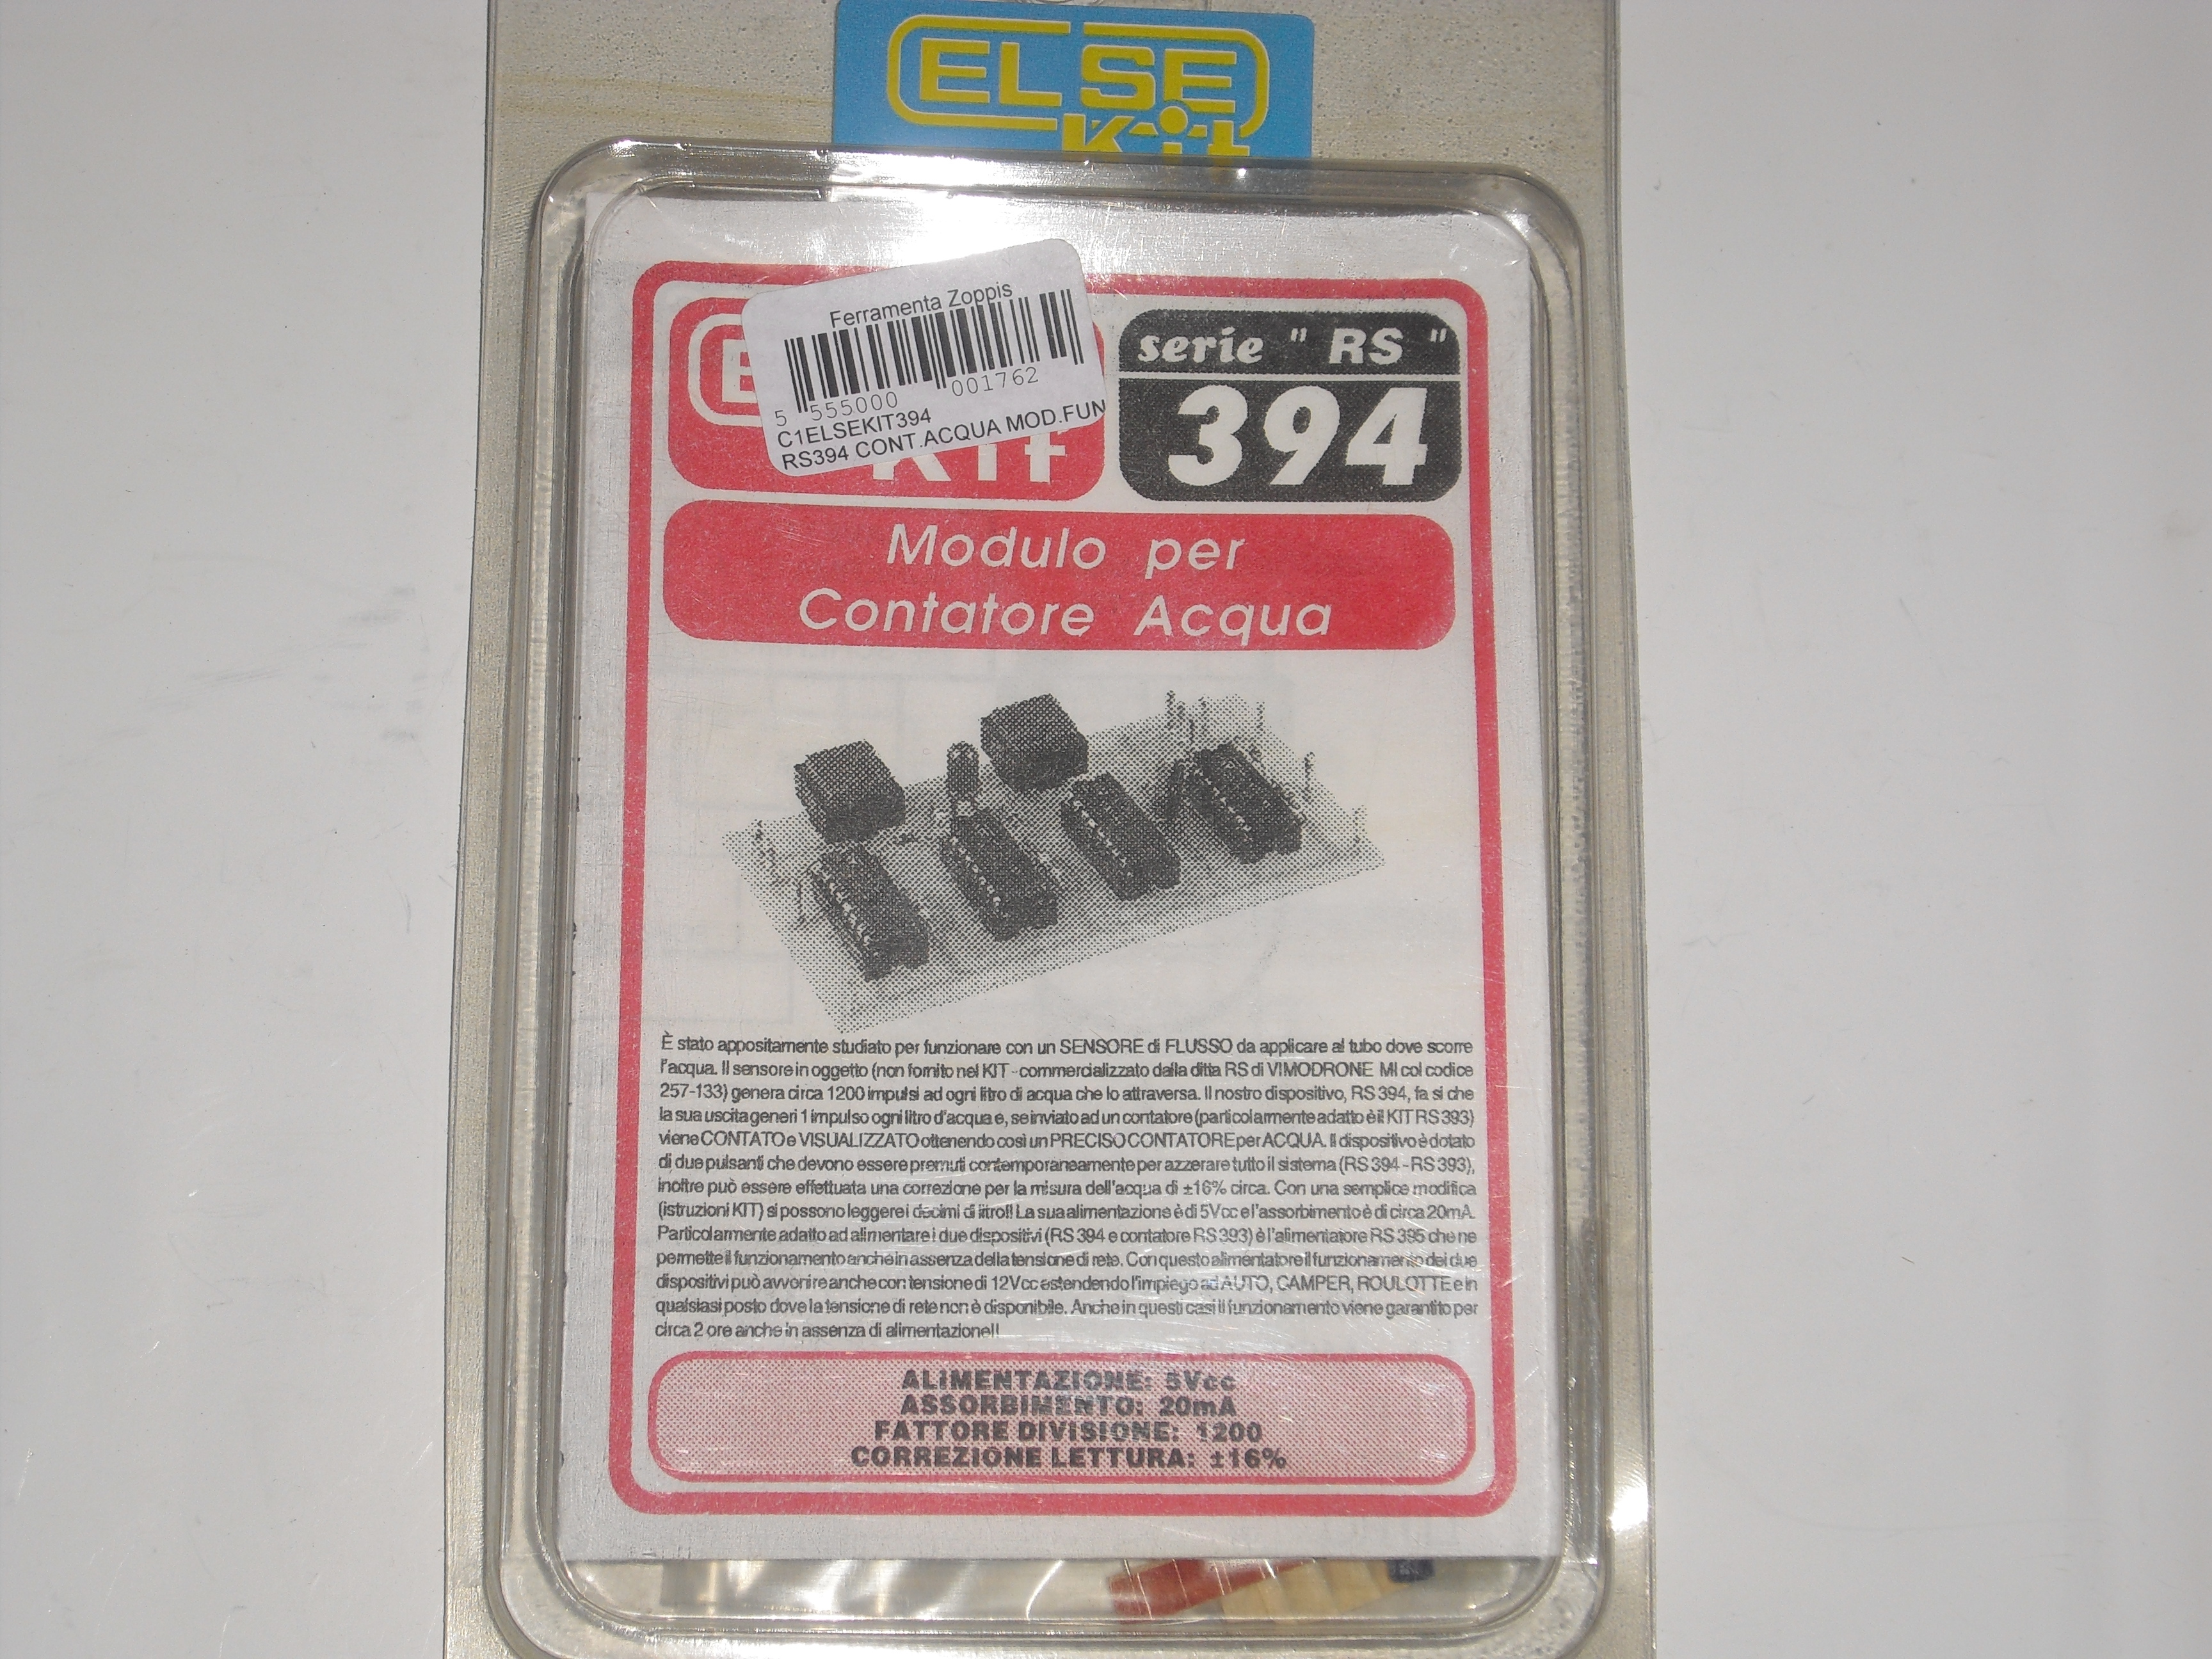 ELSE
Kit
Ferramenta Zoppis
5 555000 001762
C1ELSEKIT394
RS394 CONT.ACQUA MOD.FUN
E
Kit
serie " RS "
394
Modulo per
Contatore Acqua
È stato appositamente studiato per funzionare con un SENSORE di FLUSSO da applicare al tubo dove scorre
l'acqua. Il sensore in oggetto (non fornito nel KIT - commercializzato dalla ditta RS di VIMODRONE MI col codice
257-133) genera circa 1200 impulsi ad ogni litro di acqua che lo attraversa. Il nostro dispositivo, RS 394, fa si che
la sua uscita generi 1 impulso ogni litro d'acqua e, se inviato ad un contatore (particolarmente adatto è il KIT RS 393)
viene CONTATO e VISUALIZZATO ottenendo così un PRECISO CONTATORE per ACQUA. Il dispositivo è dotato
di due pulsanti che devono essere premuti contemporaneamente per azzerare tutto il sistema (RS 394 - RS 393),
inoltre può essere effettuata una correzione per la misura dell'acqua di ±16% circa. Con una semplice modifica
(istruzioni KIT) si possono leggere i decimi di litro!! La sua alimentazione è di 5Vcc e l'assorbimento è di circa 20mA.
Particolarmente adatto ad alimentare i due dispositivi (RS 394 e contatore RS 393) è l'alimentatore RS 395 che ne
permette il funzionamento anche in assenza della tensione di rete. Con questo alimentatore il funzionamento dei due
dispositivi può avvenire anche con tensione di 12Vcc estendendo l'impiego ad AUTO, CAMPER, ROULOTTE e in
qualsiasi posto dove la tensione di rete non è disponibile. Anche in questi casi il funzionamento viene garantito per
circa 2 ore anche in assenza di alimentazione!!
ALIMENTAZIONE: 5Vcc
ASSORBIMENTO: 20mA
FATTORE DIVISIONE: 1200
CORREZIONE LETTURA: ±16%